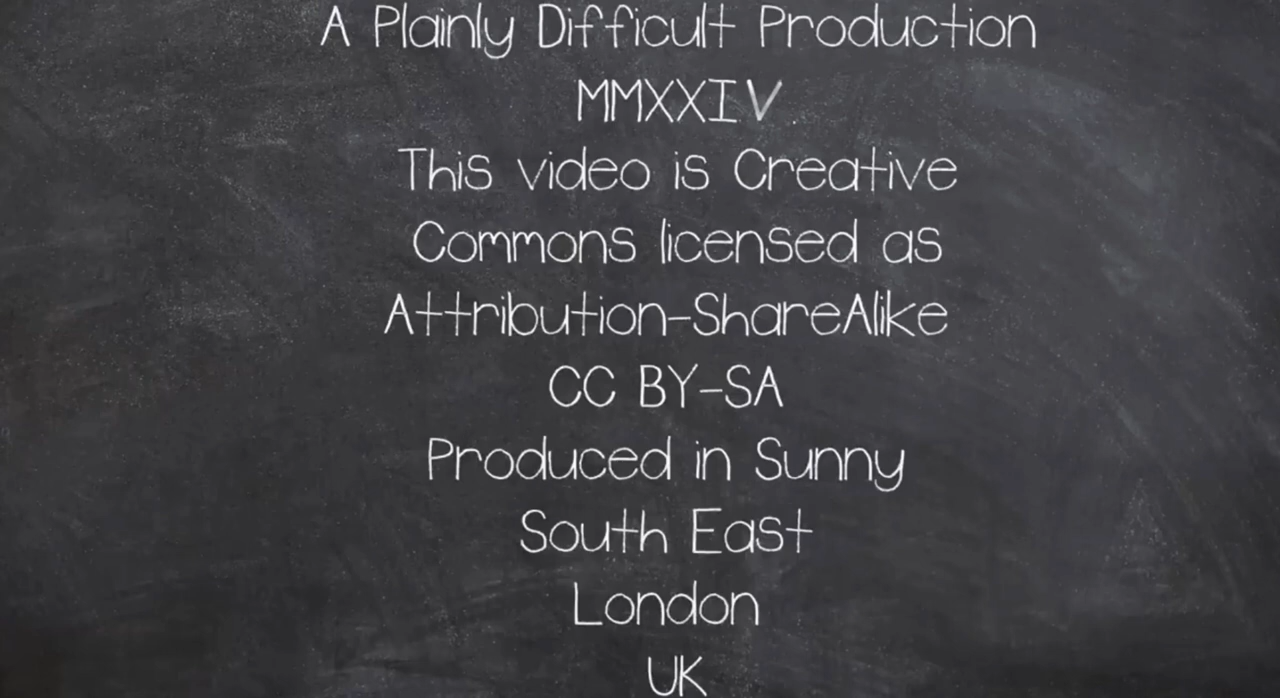 A Plainly Difficult Production
MMXXIV
This video is Creative
Commons licensed as
Attribution-ShareAlike
CC BY-SA
Produced in Sunny
South East
London
UK